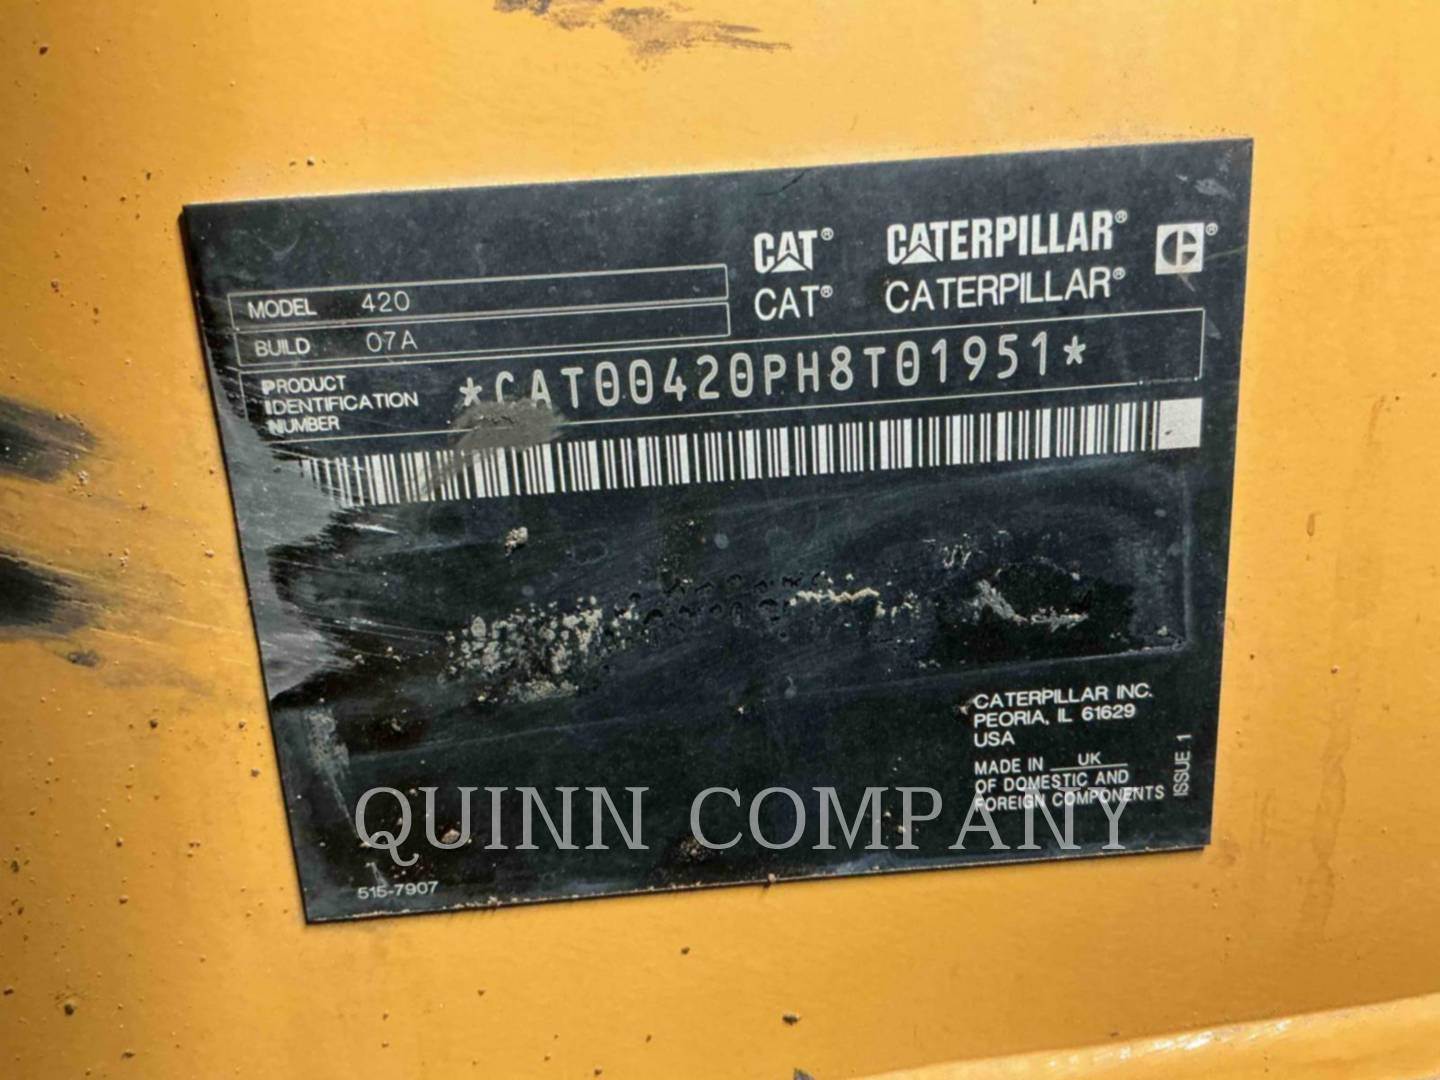 CAT® CATERPILLAR®
CAT® CATERPILLAR®
MODEL 420
BUILD 07A
PRODUCT
IDENTIFICATION
NUMBER
*CAT00420PH8T01951*
CATERPILLAR INC.
PEORIA, IL 61629
USA
MADE IN UK
OF DOMESTIC AND
FOREIGN COMPONENTS
ISSUE 1
QUINN COMPANY
515-7907